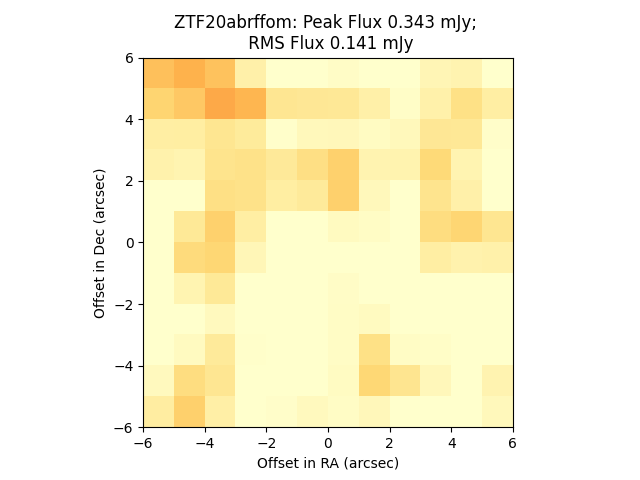 ZTF20abrffom: Peak Flux 0.343 mJy;
RMS Flux 0.141 mJy
6
4
2
0
−2
−4
−6
Offset in Dec (arcsec)
−6 −4 −2 0 2 4 6
Offset in RA (arcsec)